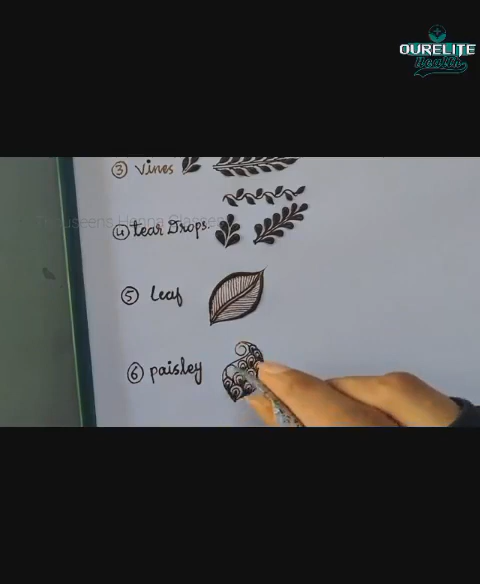 OURELITE
Health
③ Vines
④ tear Drops.
⑤ Leaf
⑥ paisley